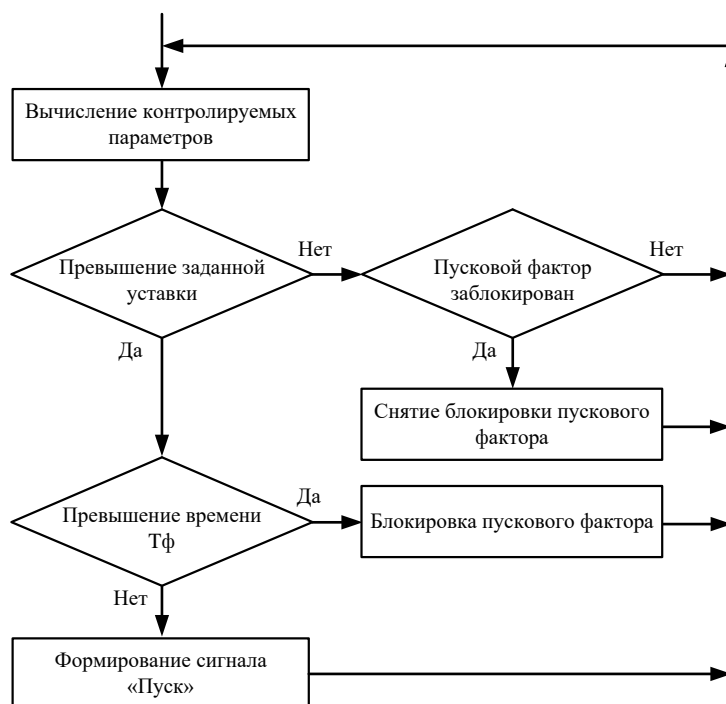 Вычисление контролируемых
параметров
Превышение заданной
уставки
Нет
Пусковой фактор
заблокирован
Нет
Да
Да
Снятие блокировки пускового
фактора
Превышение времени
Тф
Да
Блокировка пускового фактора
Нет
Формирование сигнала
«Пуск»